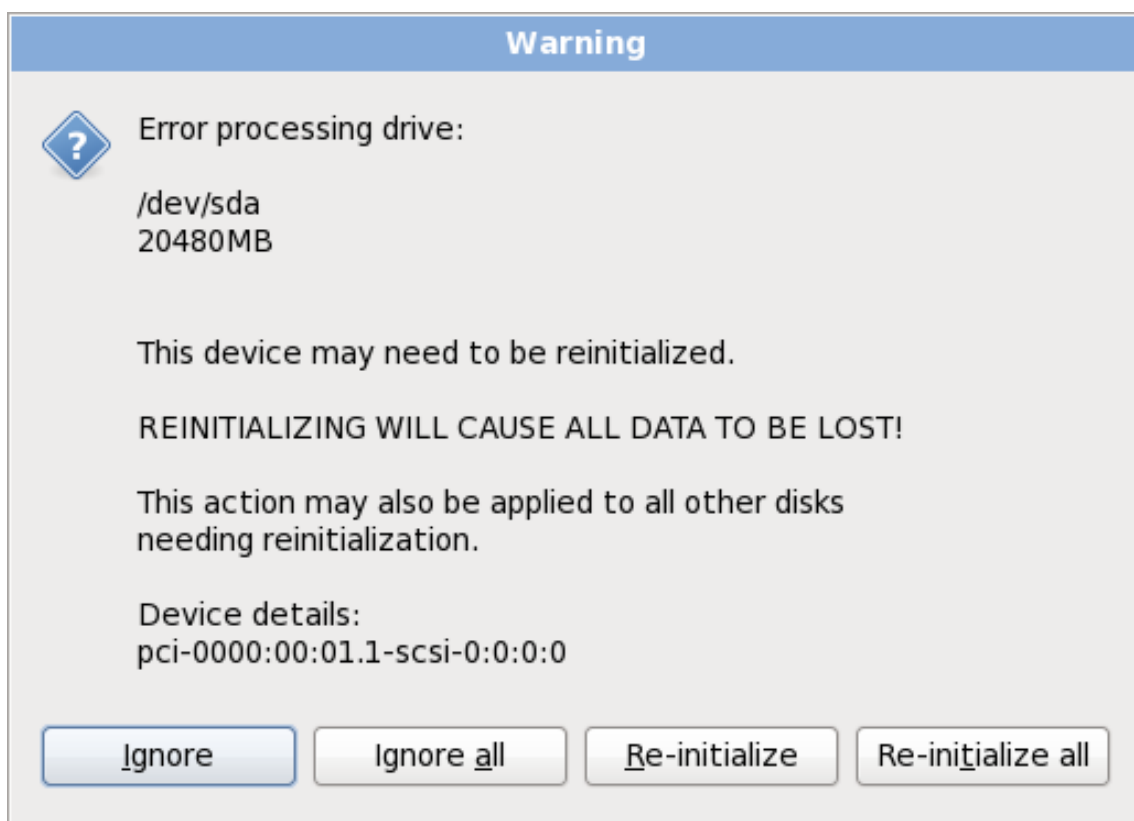 Warning
Error processing drive:
/dev/sda
20480MB
This device may need to be reinitialized.
REINITIALIZING WILL CAUSE ALL DATA TO BE LOST!
This action may also be applied to all other disks
needing reinitialization.
Device details:
pci-0000:00:01.1-scsi-0:0:0:0
Ignore Ignore all Re-initialize Re-initialize all